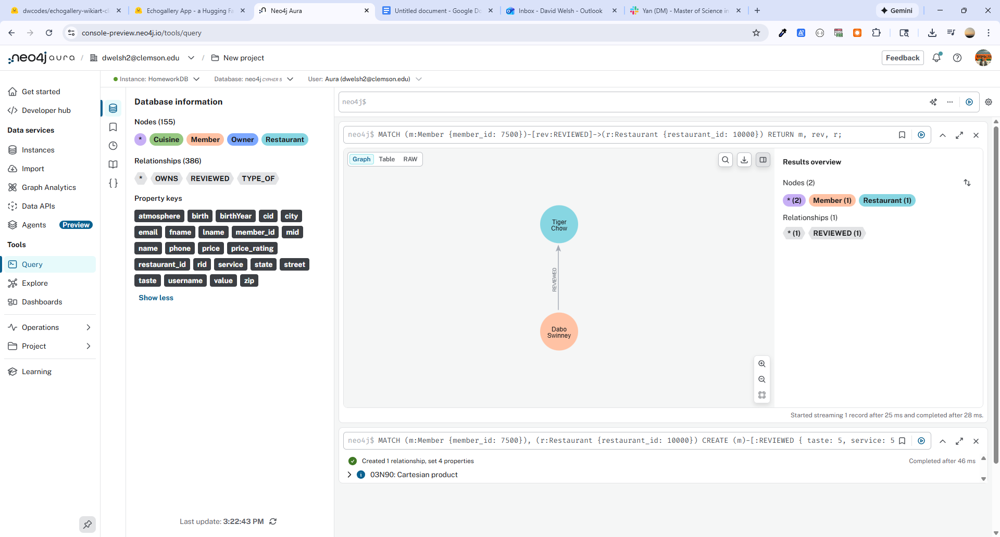 dwcodes/echogallery-wikiart-cl
Echogallery App - a Hugging Fa
Neo4j Aura
Untitled document - Google Do
Inbox - David Welsh - Outlook
Yan (DM) - Master of Science in
Gemini
console-preview.neo4j.io/tools/query
neo4j aura / dwelsh2@clemson.edu / New project
Feedback
Instance: HomeworkDB
Database: neo4j CYPHER 5
User: Aura (dwelsh2@clemson.edu)
Get started
Developer hub
Data services
Instances
Import
Graph Analytics
Data APIs
Agents Preview
Tools
Query
Explore
Dashboards
Operations
Project
Learning
Database information
Nodes (155)
* Cuisine Member Owner Restaurant
Relationships (386)
* OWNS REVIEWED TYPE_OF
Property keys
atmosphere birth birthYear cid city
email fname lname member_id mid
name phone price price_rating
restaurant_id rid service state street
taste username value zip
Show less
Last update: 3:22:43 PM
neo4j$
neo4j$ MATCH (m:Member {member_id: 7500})-[rev:REVIEWED]->(r:Restaurant {restaurant_id: 10000}) RETURN m, rev, r;
Graph Table RAW
Tiger
Chow
REVIEWED
Dabo
Swinney
Results overview
Nodes (2)
* (2) Member (1) Restaurant (1)
Relationships (1)
* (1) REVIEWED (1)
Started streaming 1 record after 25 ms and completed after 28 ms.
neo4j$ MATCH (m:Member {member_id: 7500}), (r:Restaurant {restaurant_id: 10000}) CREATE (m)-[:REVIEWED { taste: 5, service: 5
Created 1 relationship, set 4 properties
Completed after 46 ms
03N90: Cartesian product